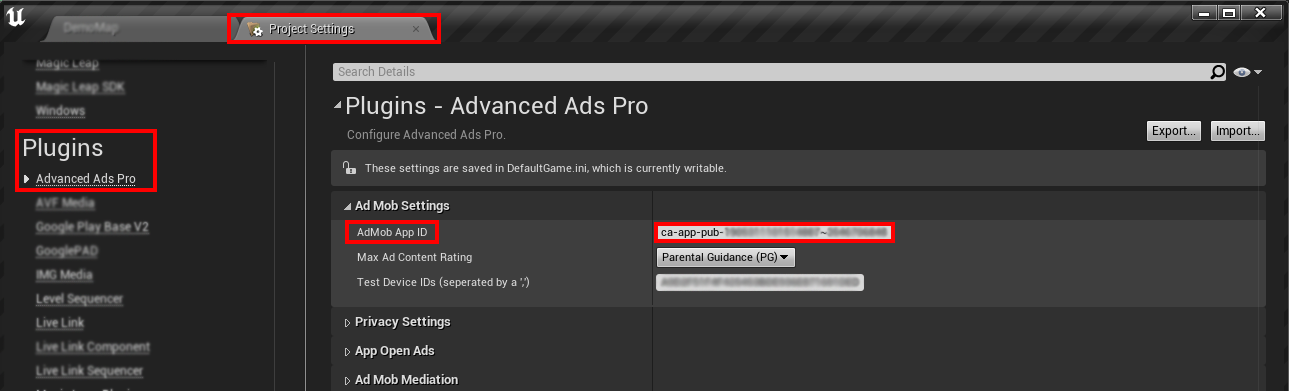 DemoMap
Project Settings
Magic Leap
Magic Leap SDK
Windows
Plugins
Advanced Ads Pro
AVF Media
Google Play Base V2
GooglePAD
IMG Media
Level Sequencer
Live Link
Live Link Component
Live Link Sequencer
Search Details
Plugins - Advanced Ads Pro
Configure Advanced Ads Pro.
Export...
Import...
These settings are saved in DefaultGame.ini, which is currently writable.
Ad Mob Settings
AdMob App ID
ca-app-pub-
Max Ad Content Rating
Parental Guidance (PG)
Test Device IDs (seperated by a ',')
Privacy Settings
App Open Ads
Ad Mob Mediation